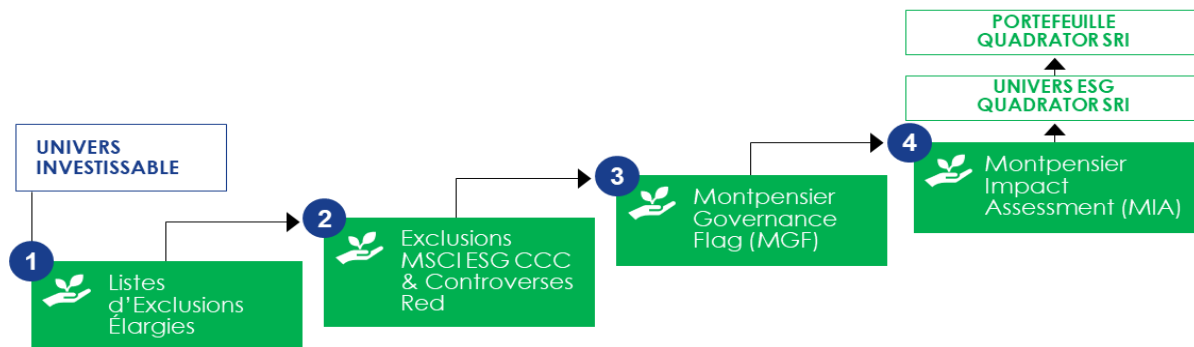 PORTEFEUILLE
QUADRATOR SRI
UNIVERS ESG
QUADRATOR SRI
UNIVERS
INVESTISSABLE
1
Listes
d'Exclusions
Élargies
2
Exclusions
MSCI ESG CCC
& Controverses
Red
3
Montpensier
Governance
Flag (MGF)
4
Montpensier
Impact
Assessment (MIA)